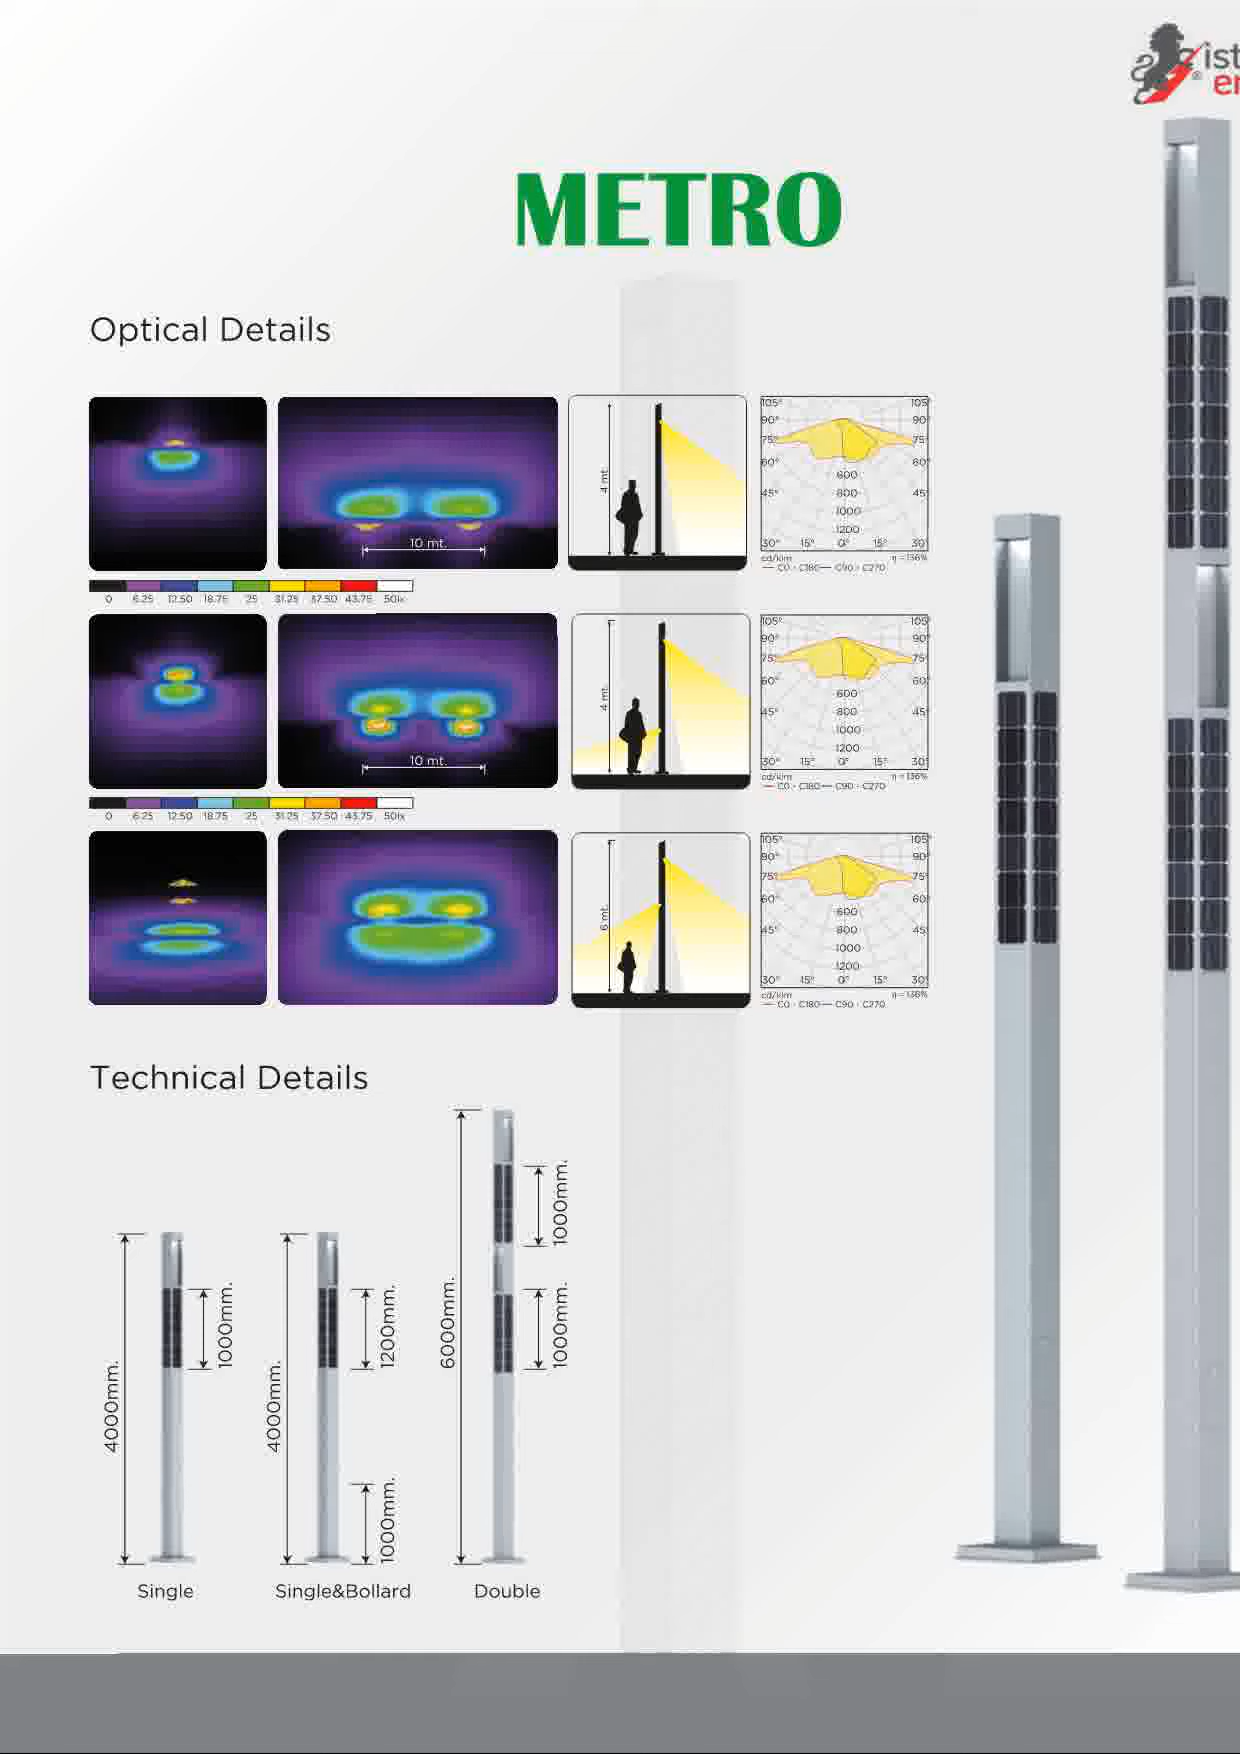 ist
®
en
METRO
Optical Details
4 mt.
10 mt.
105° 105°
90° 90°
75° 75°
60° 60°
600
45° 800 45°
1000
1200
30° 15° 0° 15° 30°
cd/klm η = 136%
C0 - C180 C90 - C270
0 6.25 12.50 18.75 25 31.25 37.50 43.75 50lx
4 mt.
10 mt.
105° 105°
90° 90°
75° 75°
60° 60°
600
45° 800 45°
1000
1200
30° 15° 0° 15° 30°
cd/klm η = 136%
C0 - C180 C90 - C270
0 6.25 12.50 18.75 25 31.25 37.50 43.75 50lx
6 mt.
105° 105°
90° 90°
75° 75°
60° 60°
600
45° 800 45°
1000
1200
30° 15° 0° 15° 30°
cd/klm η = 136%
C0 - C180 C90 - C270
Technical Details
4000mm.
1000mm.
4000mm.
1200mm.
1000mm.
6000mm.
1000mm.
1000mm.
Single
Single&Bollard
Double